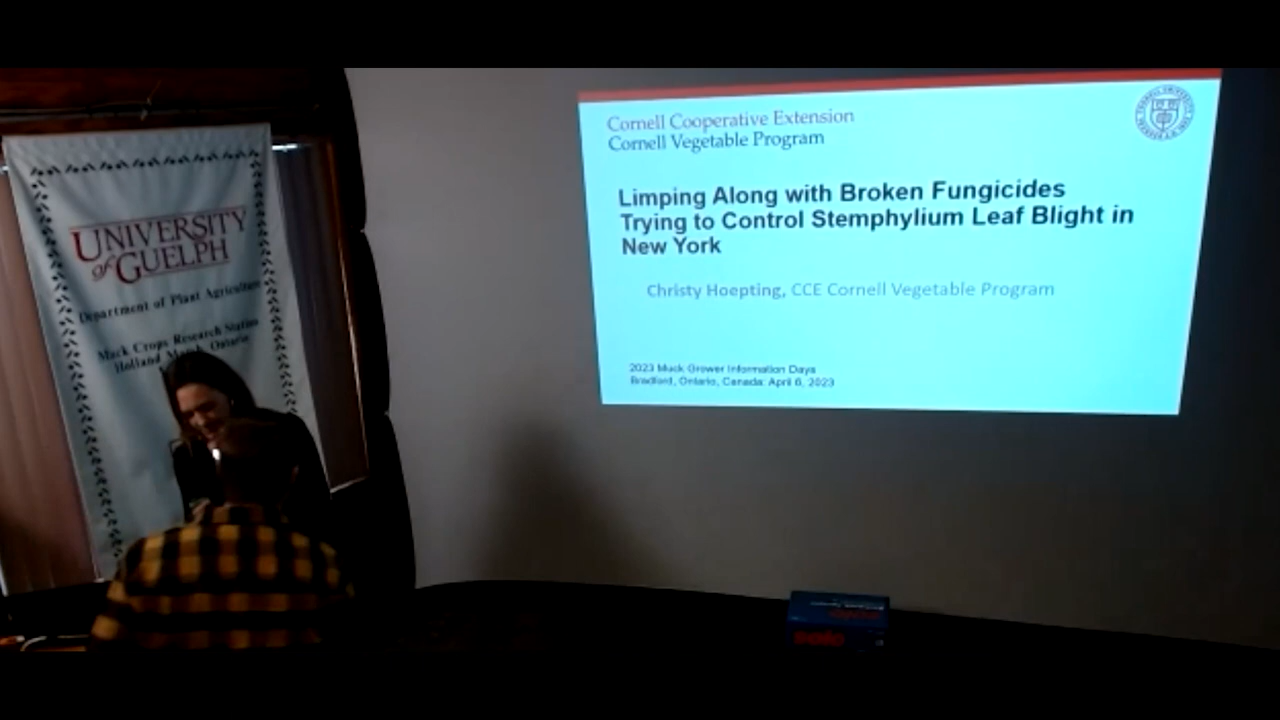 UNIVERSITY
of GUELPH
Department of Plant Agriculture
Muck Crops Research Station
Holland Marsh, Ontario
Cornell Cooperative Extension
Cornell Vegetable Program
Limping Along with Broken Fungicides
Trying to Control Stemphylium Leaf Blight in
New York
Christy Hoepting, CCE Cornell Vegetable Program
2023 Muck Grower Information Days
Bradford, Ontario, Canada: April 6, 2023